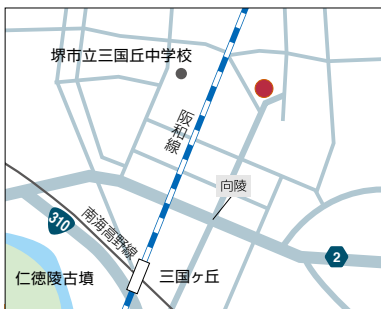 堺市立三国丘中学校
阪和線
向陵
310
南海高野線
2
仁徳陵古墳
三国ヶ丘